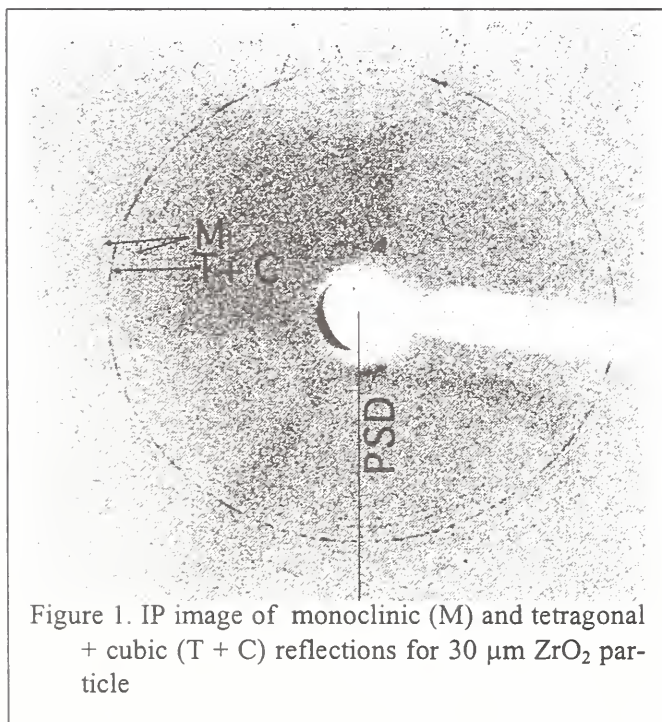 M
T + C
PSD
Figure 1. IP image of monoclinic (M) and tetragonal
+ cubic (T + C) reflections for 30 μm ZrO₂ par-
ticle